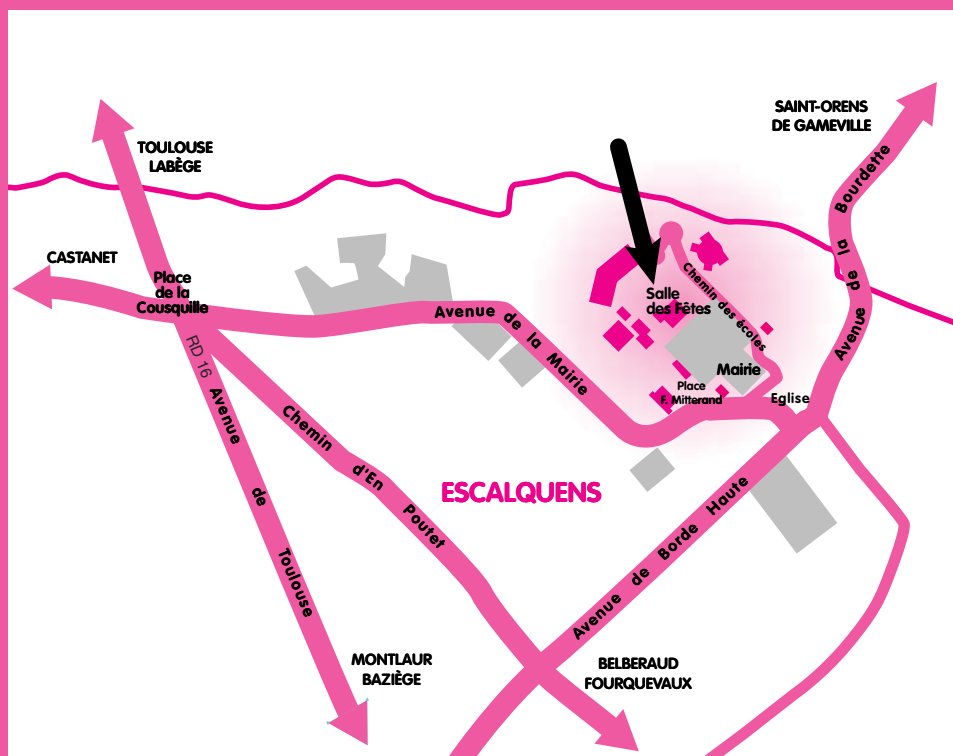 SAINT-ORENS
DE GAMEVILLE
TOULOUSE
LABÈGE
Avenue de la Bourdette
CASTANET
Place
de la
Cousquille
Chemin des écoles
Salle
des Fêtes
Avenue de la Mairie
RD 16 Avenue de Toulouse
Mairie
Place
F. Mitterand
Eglise
Chemin d'En Poutet
ESCALQUENS
Avenue de Borde Haute
MONTLAUR
BAZIÈGE
BELBERAUD
FOURQUEVAUX